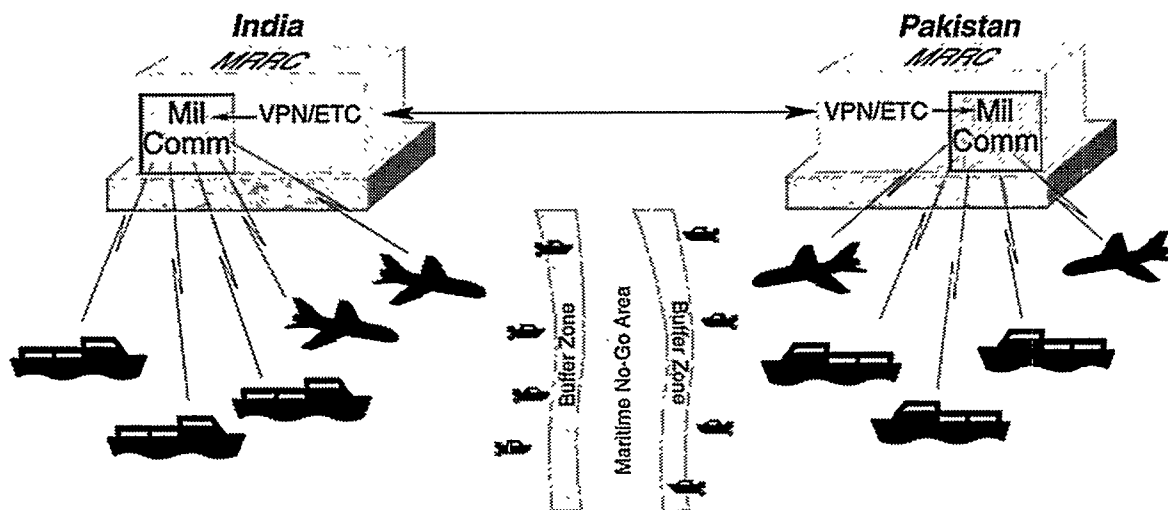 India
MRRC
Mil
Comm
VPN/ETC
Pakistan
MRRC
VPN/ETC
Mil
Comm
Buffer Zone
Maritime No-Go Area
Buffer Zone